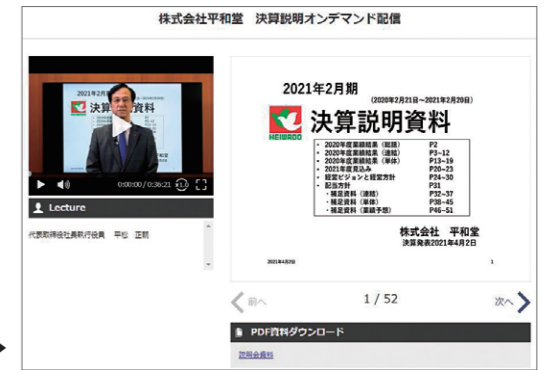 株式会社平和堂 決算説明オンデマンド配信
2021年2月
決算
資料
0:00:00 / 0:36:21
x1.0
Lecture
代表取締役社長執行役員 平松 正嗣
2021年2月期
(2020年2月21日~2021年2月20日)
HEIWADO
決算説明資料
・ 2020年度業績結果（総括） P2
・ 2020年度業績結果（連結） P3~12
・ 2020年度業績結果（単体） P13~19
・ 2021年度見込み P20~23
・ 経営ビジョンと経営方針 P24~30
・ 配当方針 P31
・補足資料（連結） P32~37
・補足資料（単体） P38~45
・補足資料（業績予想） P46~51
株式会社 平和堂
決算発表2021年4月2日
2021年4月2日
1
前へ
1 / 52
次へ
PDF資料ダウンロード
説明会資料